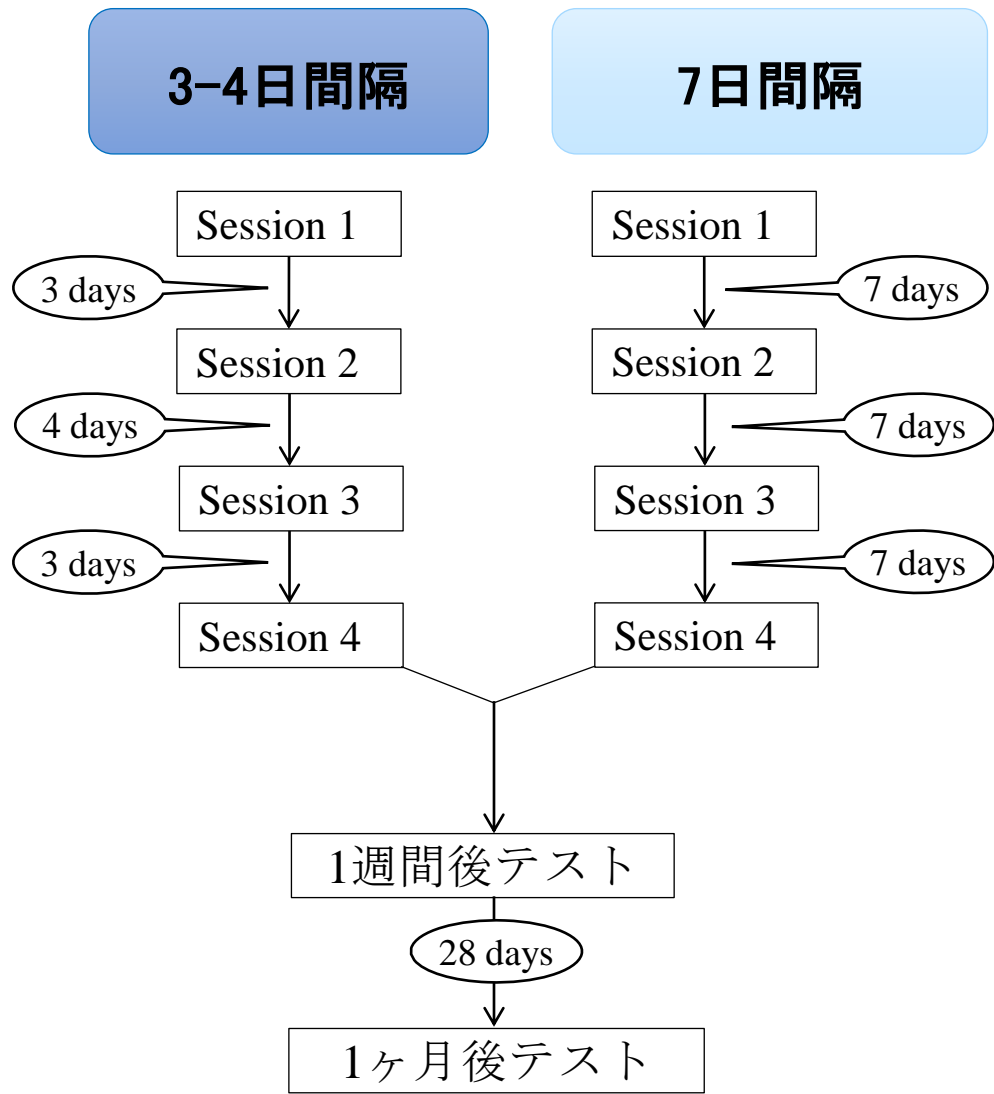 3-4日間隔
7日間隔
Session 1
Session 1
3 days
7 days
Session 2
Session 2
4 days
7 days
Session 3
Session 3
3 days
7 days
Session 4
Session 4
1週間後テスト
28 days
1ヶ月後テスト